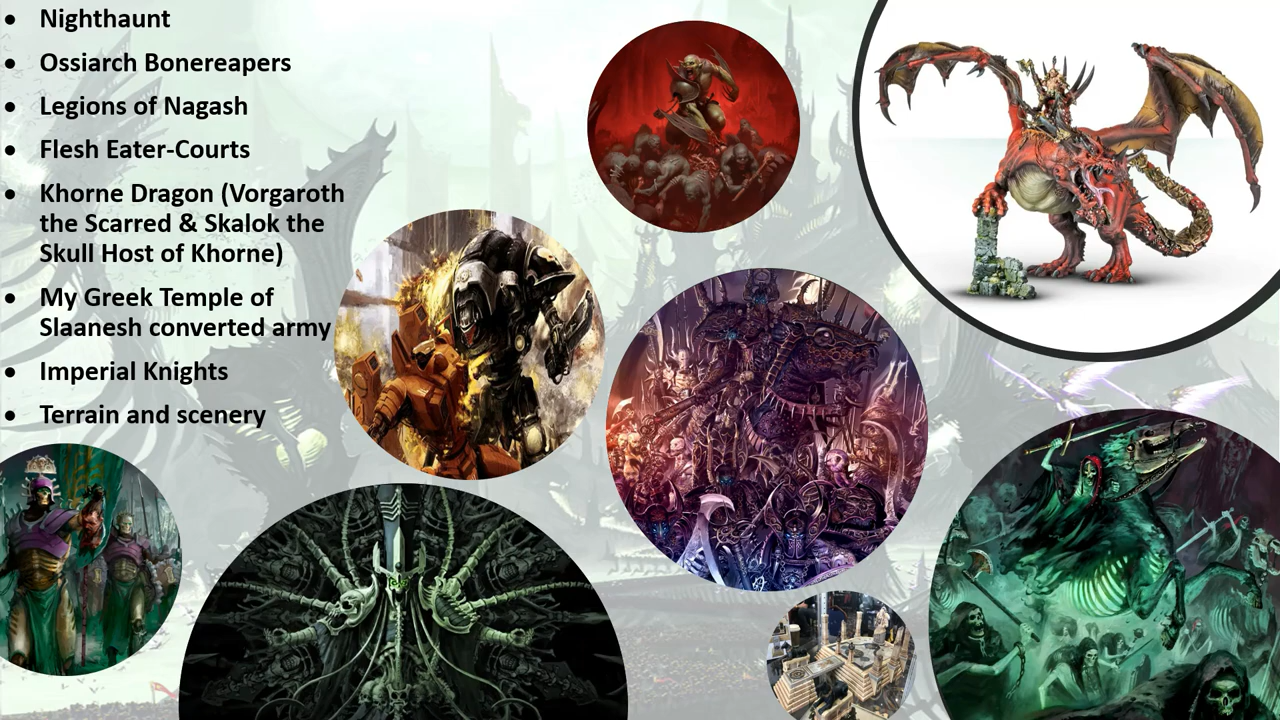 Nighthaunt
Ossiarch Bonereapers
Legions of Nagash
Flesh Eater-Courts
Khorne Dragon (Vorgaroth
the Scarred & Skalok the
Skull Host of Khorne)
My Greek Temple of
Slaanesh converted army
Imperial Knights
Terrain and scenery